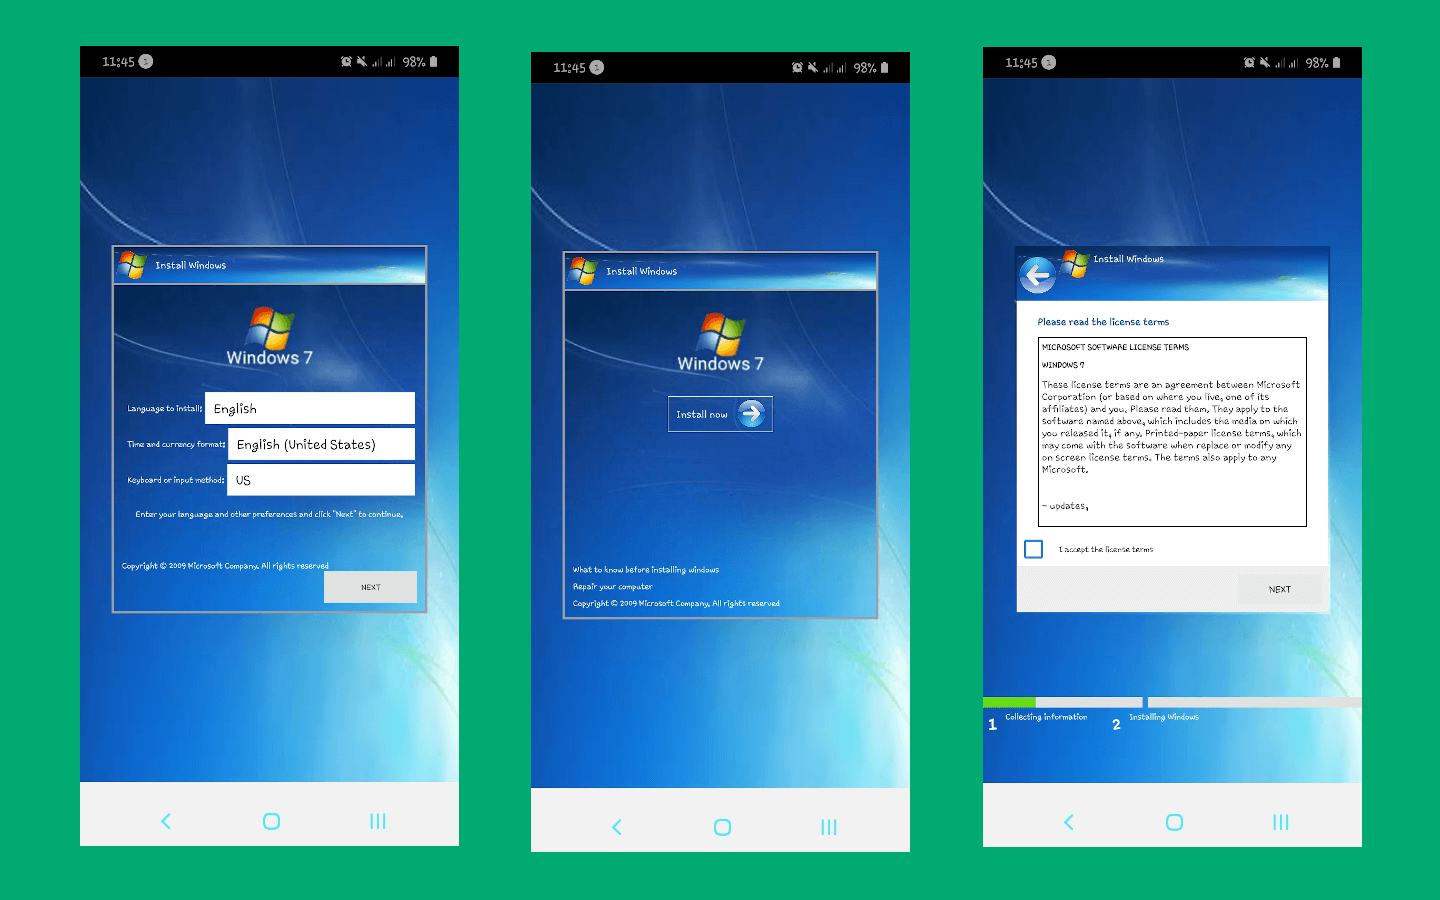 11:45 1 98%
Install Windows
Windows 7
Language to install: English
Time and currency format: English (United States)
Keyboard or input method: US
Enter your language and other preferences and click "Next" to continue.
Copyright © 2009 Microsoft Company. All rights reserved
NEXT
11:45 1 98%
Install Windows
Windows 7
Install now
What to know before installing windows
Repair your computer
Copyright © 2009 Microsoft Company. All rights reserved
11:45 1 98%
Install Windows
Please read the license terms
MICROSOFT SOFTWARE LICENSE TERMS
WINDOWS 7
These license terms are an agreement between Microsoft
Corporation (or based on where you live, one of its
affiliates) and you. Please read them. They apply to the
software named above, which includes the media on which
you released it, if any. Printed-paper license terms, which
may come with the software when replace or modify any
on screen license terms. The terms also apply to any
Microsoft.
- updates,
I accept the license terms
NEXT
1 Collecting information 2 Installing Windows